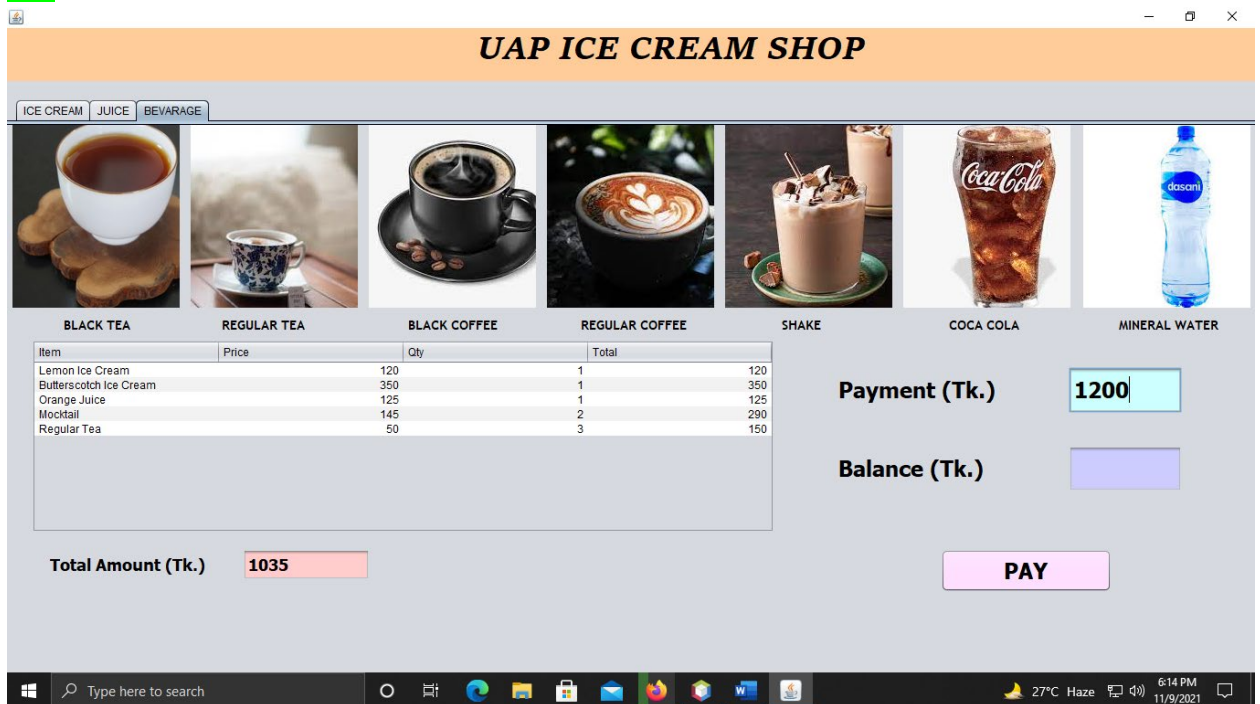 UAP ICE CREAM SHOP
ICE CREAM JUICE BEVARAGE
Coca-Cola
dasani
BLACK TEA REGULAR TEA BLACK COFFEE REGULAR COFFEE SHAKE COCA COLA MINERAL WATER
Item Price Qty Total
Lemon Ice Cream 120 1 120
Butterscotch Ice Cream 350 1 350
Orange Juice 125 1 125
Mocktail 145 2 290
Regular Tea 50 3 150
Payment (Tk.) 1200
Balance (Tk.)
Total Amount (Tk.) 1035
PAY
Type here to search
27°C Haze
6:14 PM
11/9/2021